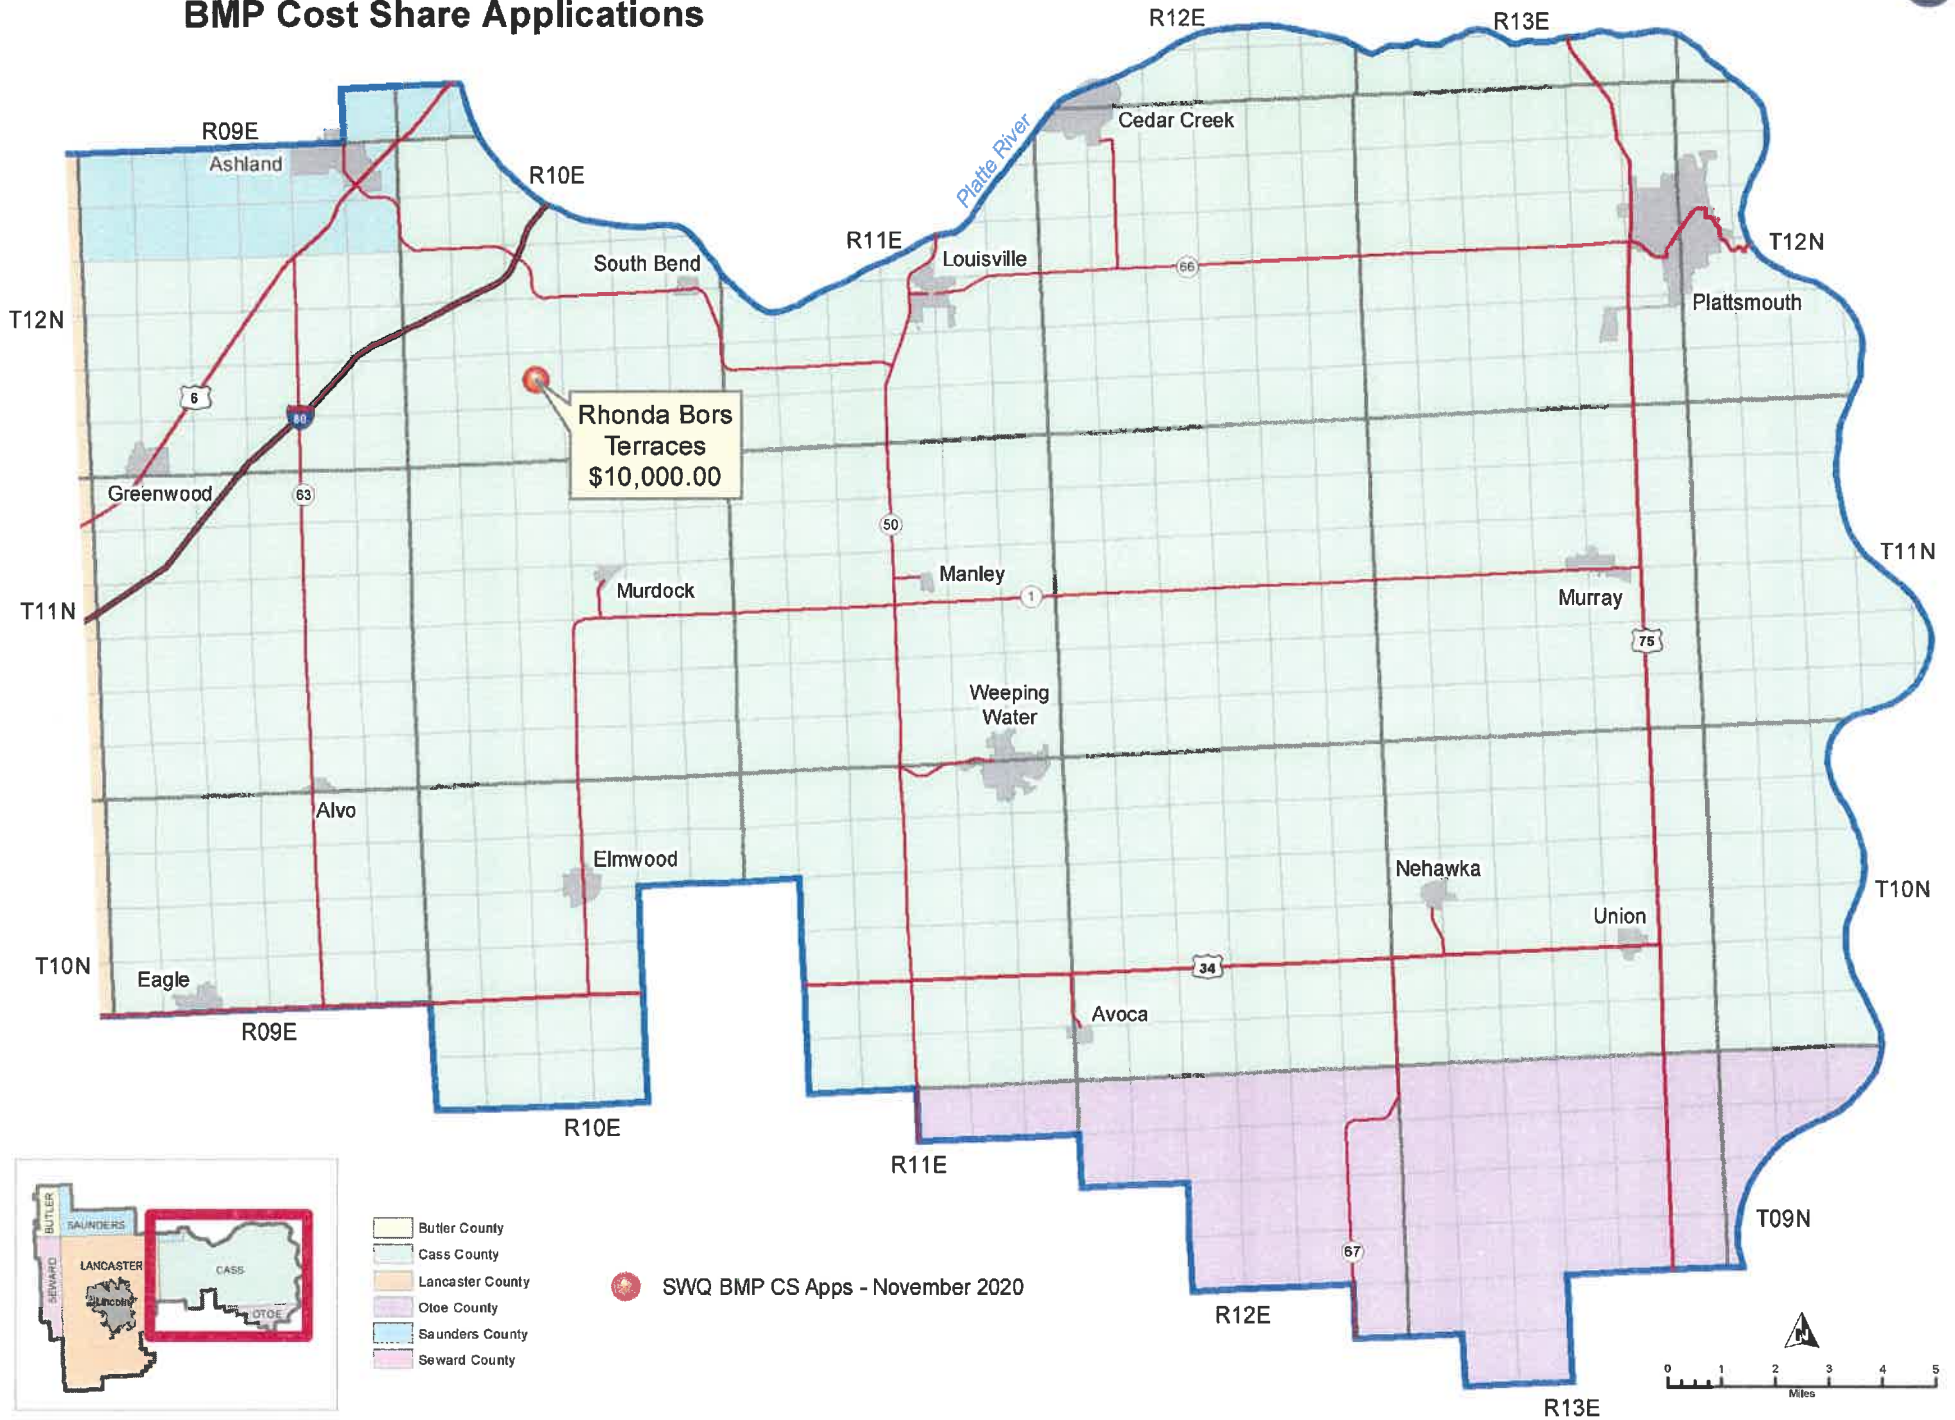 BMP Cost Share Applications
R12E
R13E
R09E
Ashland
R10E
Platte River
Cedar Creek
R11E
Louisville
South Bend
66
T12N
Plattsmouth
T12N
6
80
Rhonda Bors
Terraces
$10,000.00
Greenwood
63
50
T11N
Murdock
Manley
1
Murray
T11N
75
Weeping
Water
Alvo
Elmwood
Nehawka
Union
T10N
T10N
Eagle
34
R09E
Avoca
R10E
R11E
T09N
67
R12E
R13E
BUTLER
SAUNDERS
SEWARD
LANCASTER
Lincoln
CASS
OTOE
Butler County
Cass County
Lancaster County
Otoe County
Saunders County
Seward County
SWQ BMP CS Apps - November 2020
N
0 1 2 3 4 5
Miles